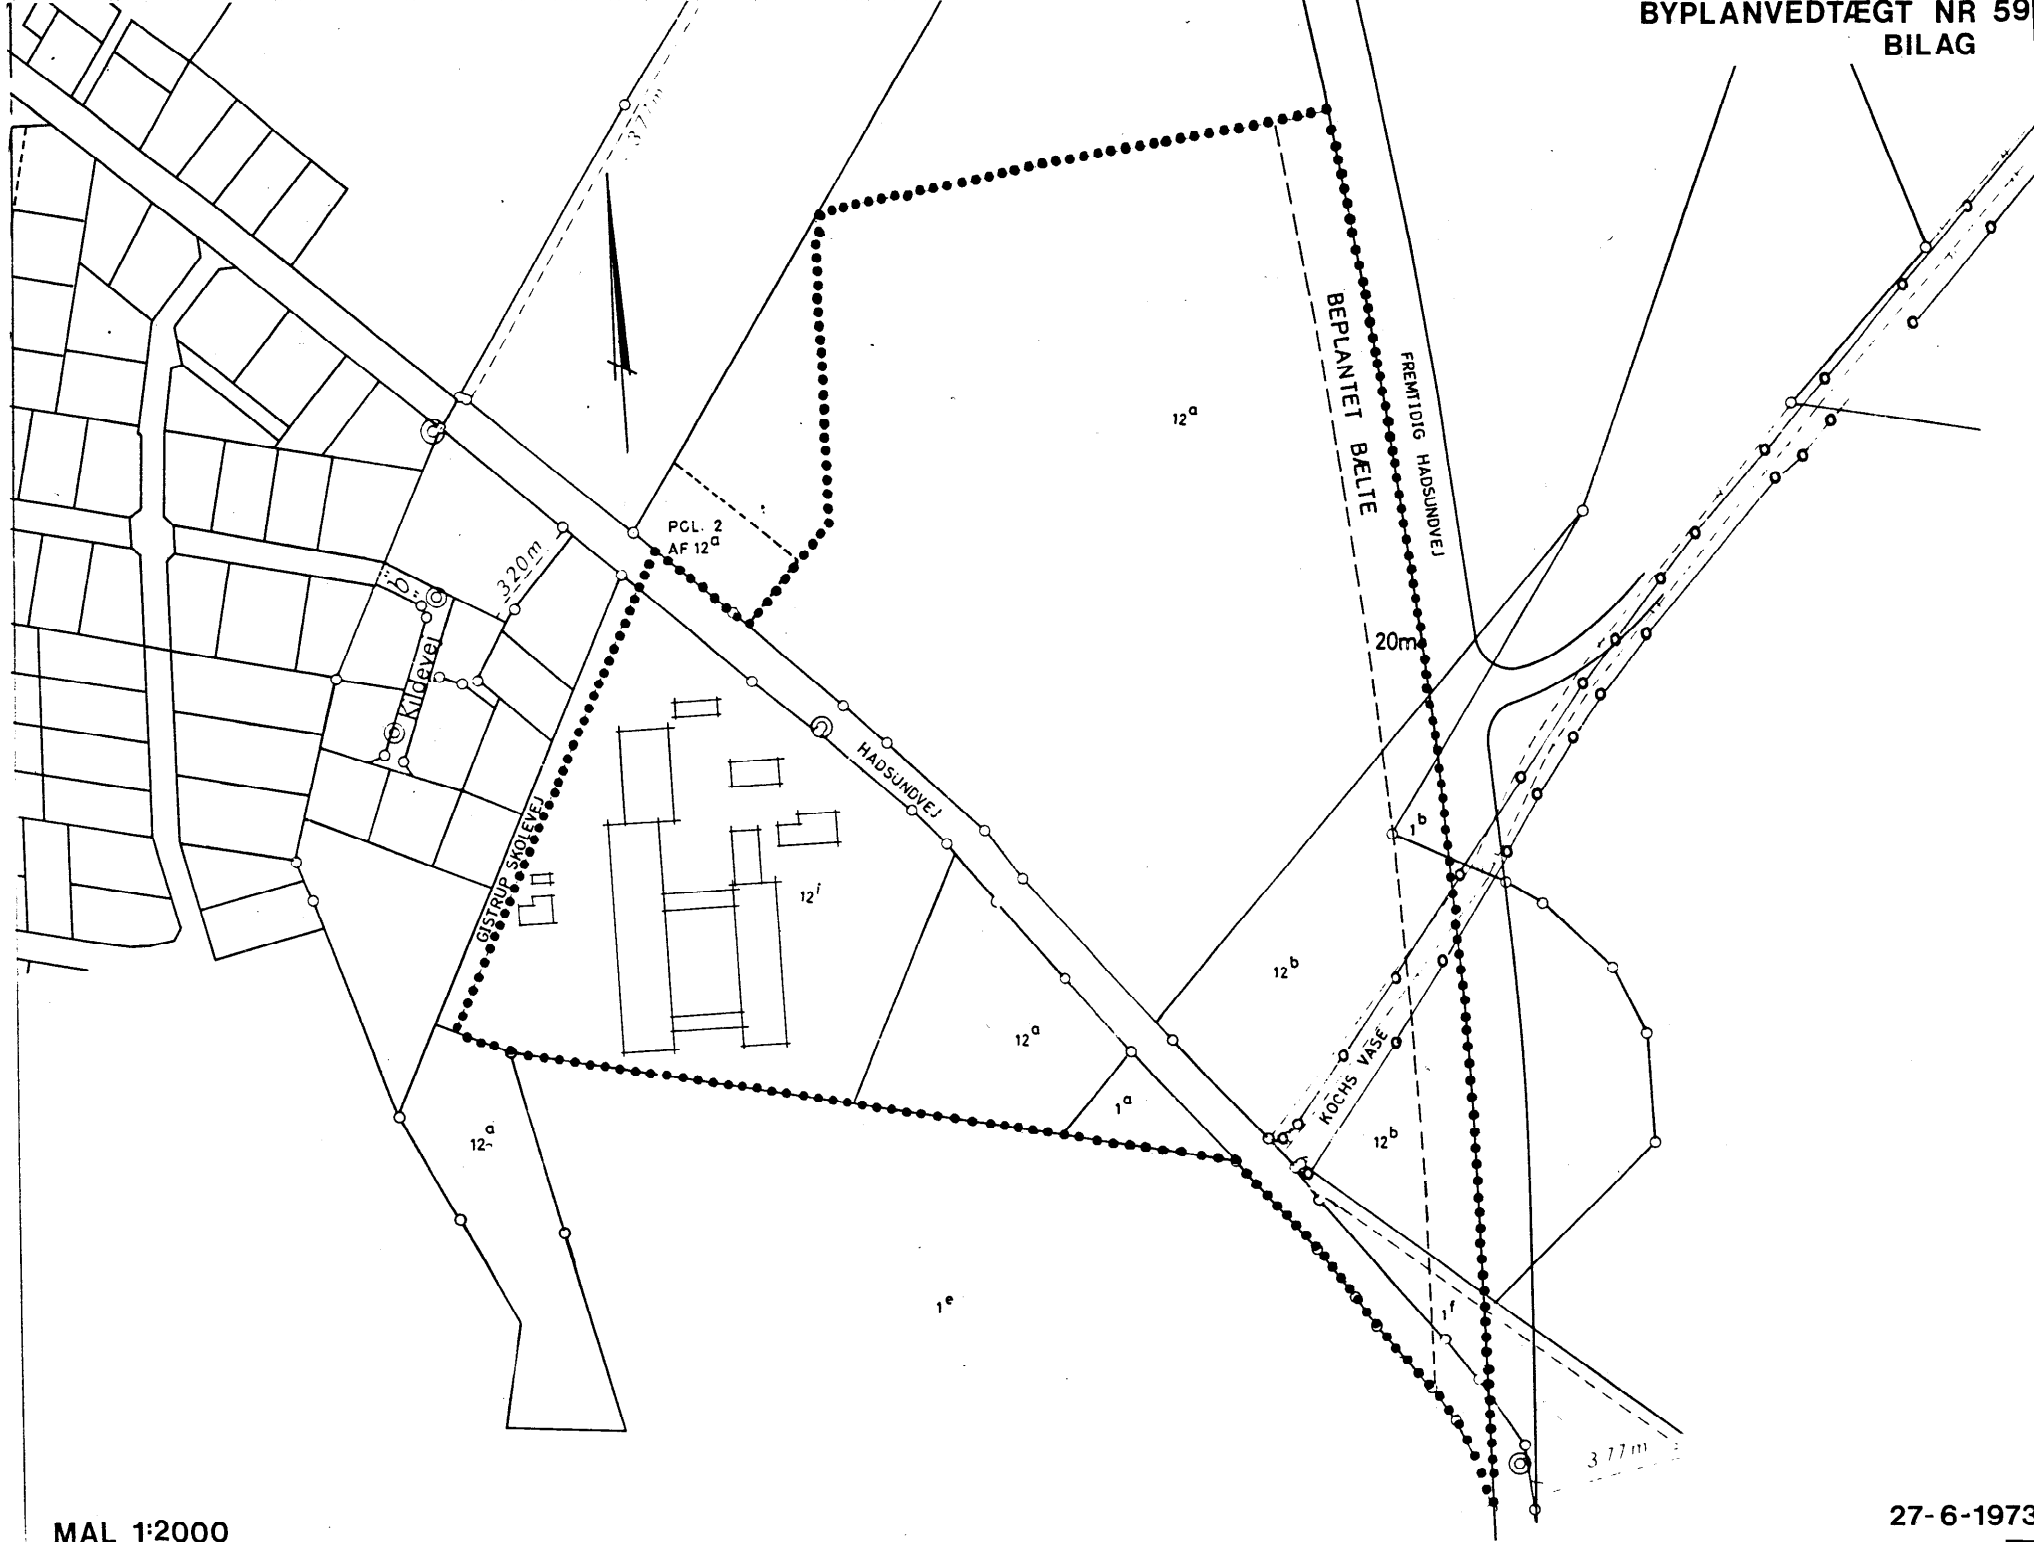 BYPLANVEDTÆGT NR 59
BILAG
377m
12a
BEPLANTET BÆLTE
FREMTIDIG HADSUNDVEJ
PCL. 2
AF 12a
320m
"b"
Kildevej
20m
HADSUNDVEJ
GISTRUP SKOLEVEJ
1b
12i
12b
12a
KOCHS VASE
1a
12b
12a
1e
1f
377m
MAL 1:2000
27-6-1973